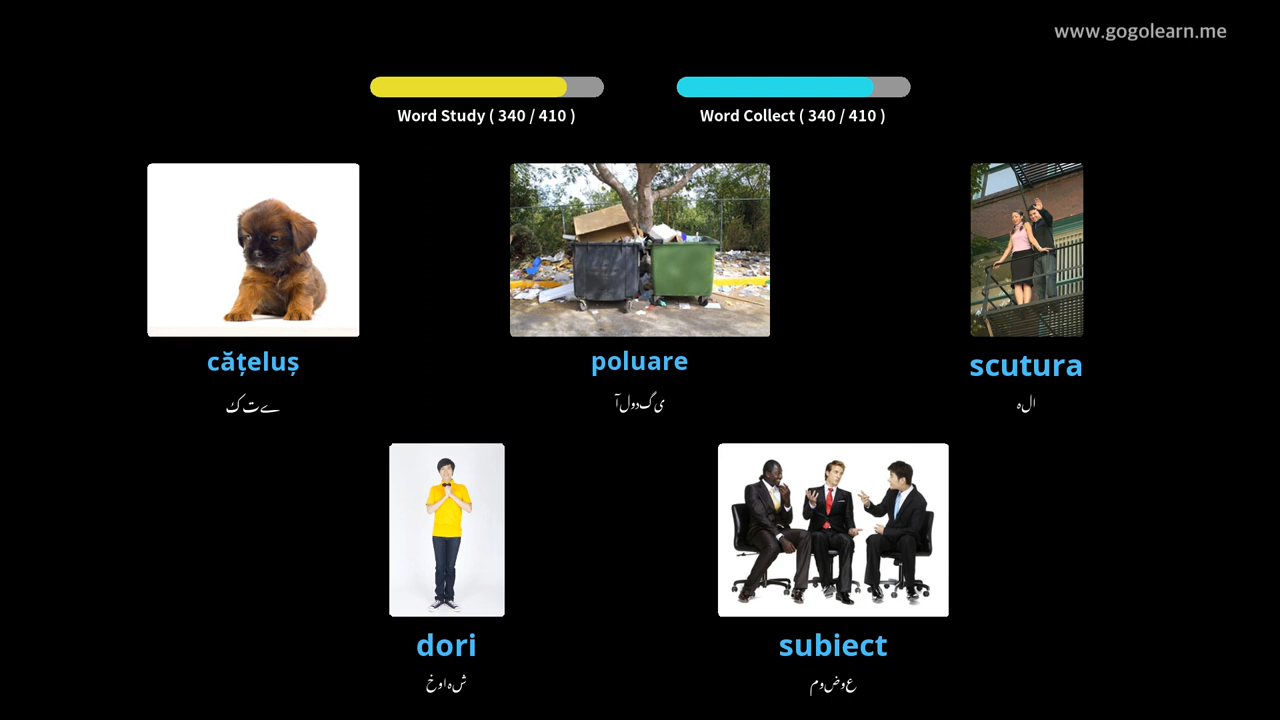 www.gogolearn.me
Word Study ( 340 / 410 )
Word Collect ( 340 / 410 )
cățeluș
poluare
scutura
کتے
آلودگی
ہلا
dori
subiect
خواہش
موضوع